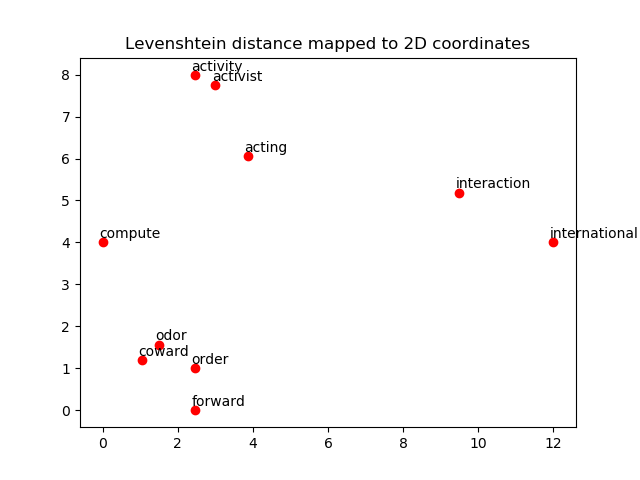 Levenshtein distance mapped to 2D coordinates
8
activity
activist
7
acting
6
interaction
5
compute
international
4
3
2
odor
coward
order
1
forward
0
0 2 4 6 8 10 12